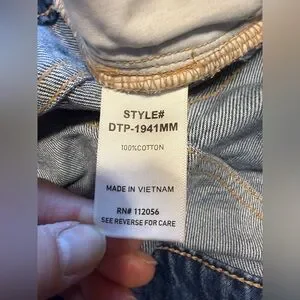 STYLE#
DTP-1941MM
100%COTTON
MADE IN VIETNAM
RN# 112056
SEE REVERSE FOR CARE